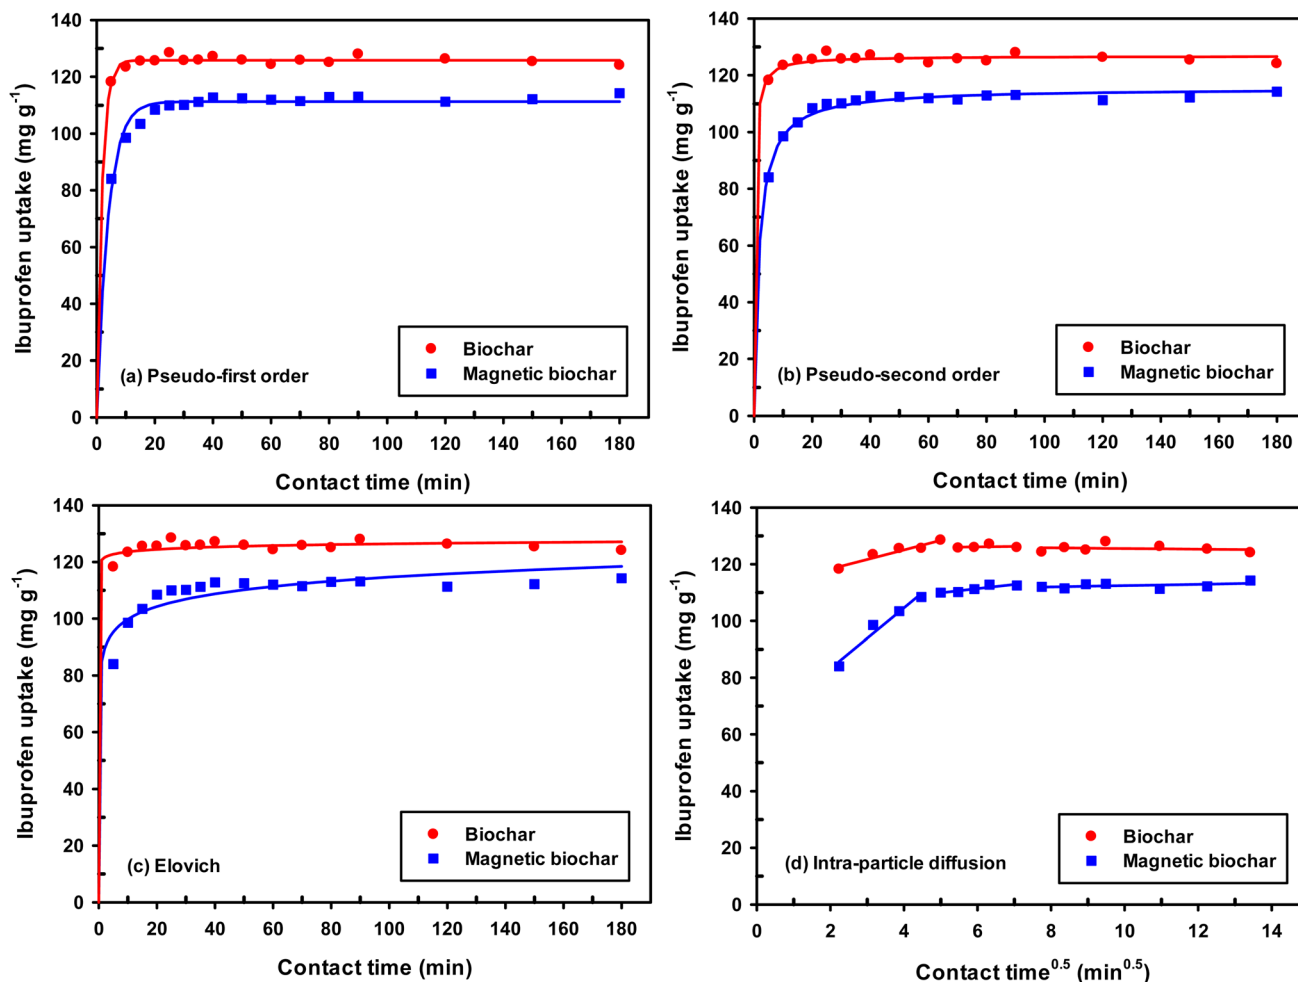 140
120
100
80
60
40
20
0
Ibuprofen uptake (mg g⁻¹)
Biochar
Magnetic biochar
(a) Pseudo-first order
0 20 40 60 80 100 120 140 160 180
Contact time (min)
140
120
100
80
60
40
20
0
Ibuprofen uptake (mg g⁻¹)
Biochar
Magnetic biochar
(b) Pseudo-second order
0 20 40 60 80 100 120 140 160 180
Contact time (min)
140
120
100
80
60
40
20
0
Ibuprofen uptake (mg g⁻¹)
Biochar
Magnetic biochar
(c) Elovich
0 20 40 60 80 100 120 140 160 180
Contact time (min)
140
120
100
80
60
40
20
0
Ibuprofen uptake (mg g⁻¹)
Biochar
Magnetic biochar
(d) Intra-particle diffusion
0 2 4 6 8 10 12 14
Contact time⁰·⁵ (min⁰·⁵)